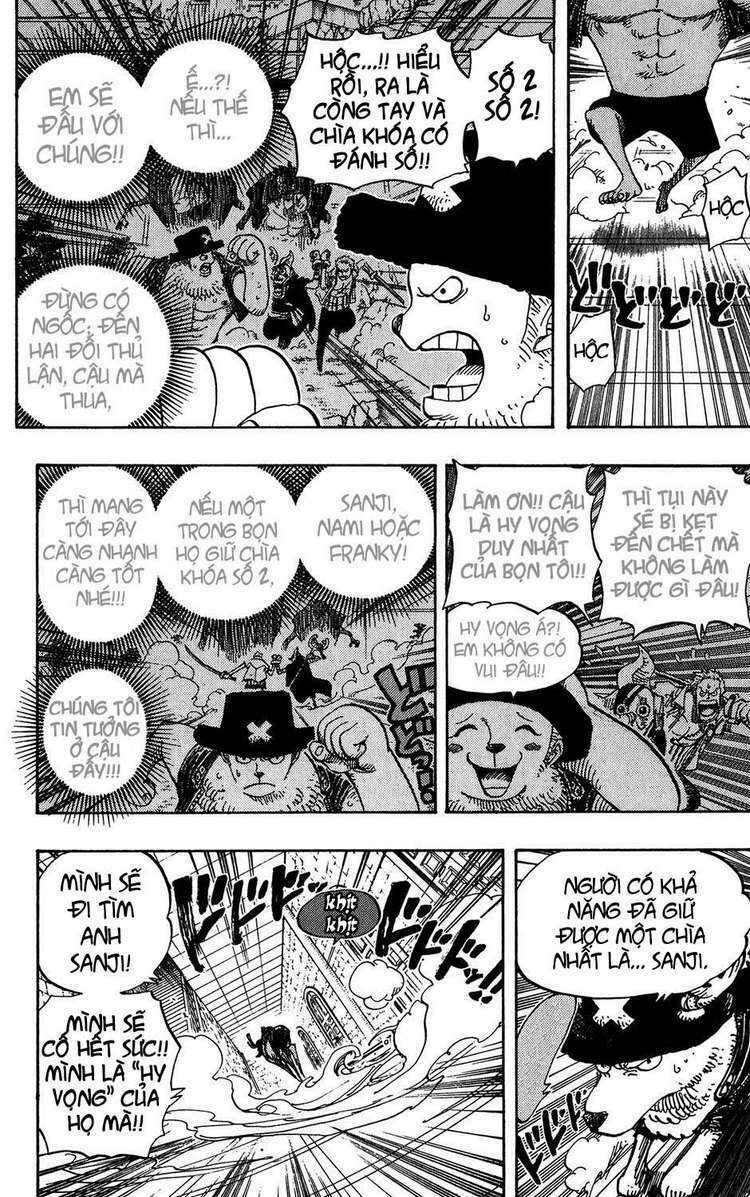 HỘC
HỘC
SỐ 2
SỐ 2!
HỘC...!! HIỂU
RỒI, RA LÀ
CÒNG TAY VÀ
CHÌA KHÓA CÓ
ĐÁNH SỐ!!
Ế...?!
NẾU THẾ
THÌ...
EM SẼ
ĐẤU VỚI
CHÚNG!!
ĐỪNG CÓ
NGỐC, ĐẾN
HAI ĐỐI THỦ
LẬN, CẬU MÀ
THUA,
THÌ TỤI NÀY
SẼ BỊ KẸT
ĐẾN CHẾT MÀ
KHÔNG LÀM
ĐƯỢC GÌ ĐÂU!
LÀM ƠN!! CẬU
LÀ HY VỌNG
DUY NHẤT
CỦA BỌN TÔI!!
HY VỌNG Á?!
EM KHÔNG CÓ
VUI ĐÂU!!
SANJI,
NAMI HOẶC
FRANKY!
NẾU MỘT
TRONG BỌN
HỌ GIỮ CHÌA
KHÓA SỐ 2,
THÌ MANG
TỚI ĐÂY
CÀNG NHANH
CÀNG TỐT
NHÉ!!!
CHÚNG TÔI
TIN TƯỞNG
Ở CẬU
ĐẤY!!!
NGƯỜI CÓ KHẢ
NĂNG ĐÃ GIỮ
ĐƯỢC MỘT CHÌA
NHẤT LÀ... SANJI.
khịt
khịt
MÌNH SẼ
ĐI TÌM
ANH
SANJI!
MÌNH SẼ
CỐ HẾT SỨC!!
MÌNH LÀ "HY
VỌNG" CỦA
HỌ MÀ!!